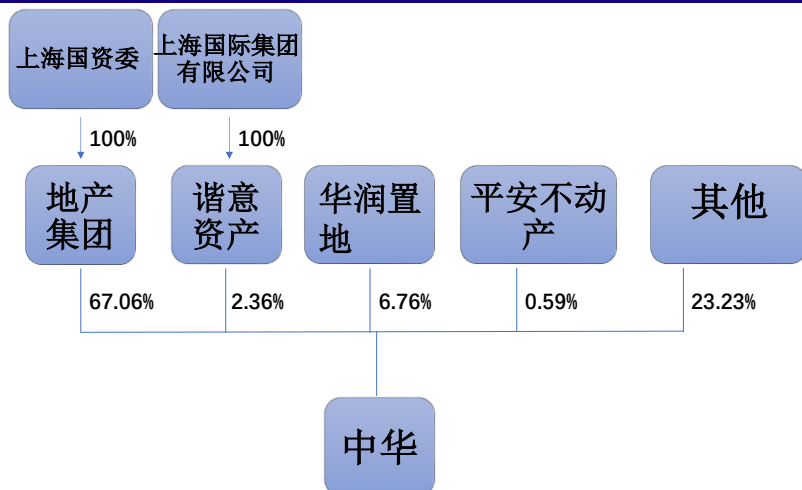 上海国资委
上海国际集团
有限公司
100%
100%
地产
集团
谐意
资产
华润置
地
平安不动
产
其他
67.06%
2.36%
6.76%
0.59%
23.23%
中华